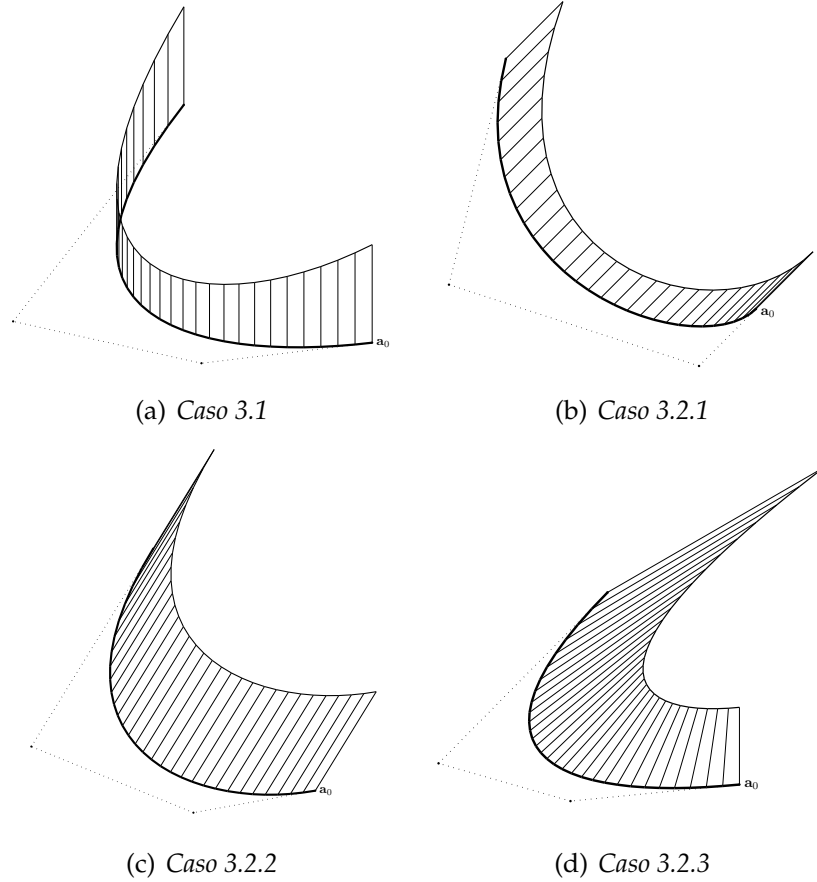 a₀
a₀
(a) Caso 3.1
(b) Caso 3.2.1
a₀
a₀
(c) Caso 3.2.2
(d) Caso 3.2.3